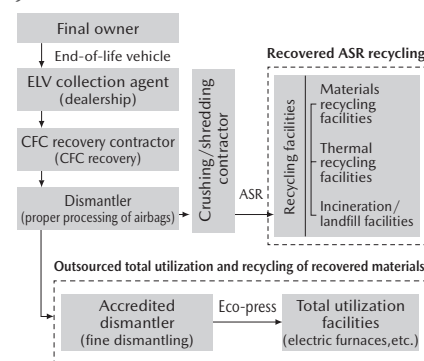 Final owner
End-of-life vehicle
Recovered ASR recycling
ELV collection agent
(dealership)
CFC recovery contractor
(CFC recovery)
Dismantler
(proper processing of airbags)
Crushing/shredding
contractor
ASR
Recycling facilities
Materials
recycling
facilities
Thermal
recycling
facilities
Incineration/
landfill facilities
Outsourced total utilization and recycling of recovered materials
Accredited
dismantler
(fine dismantling)
Eco-press
Total utilization
facilities
(electric furnaces,etc.)